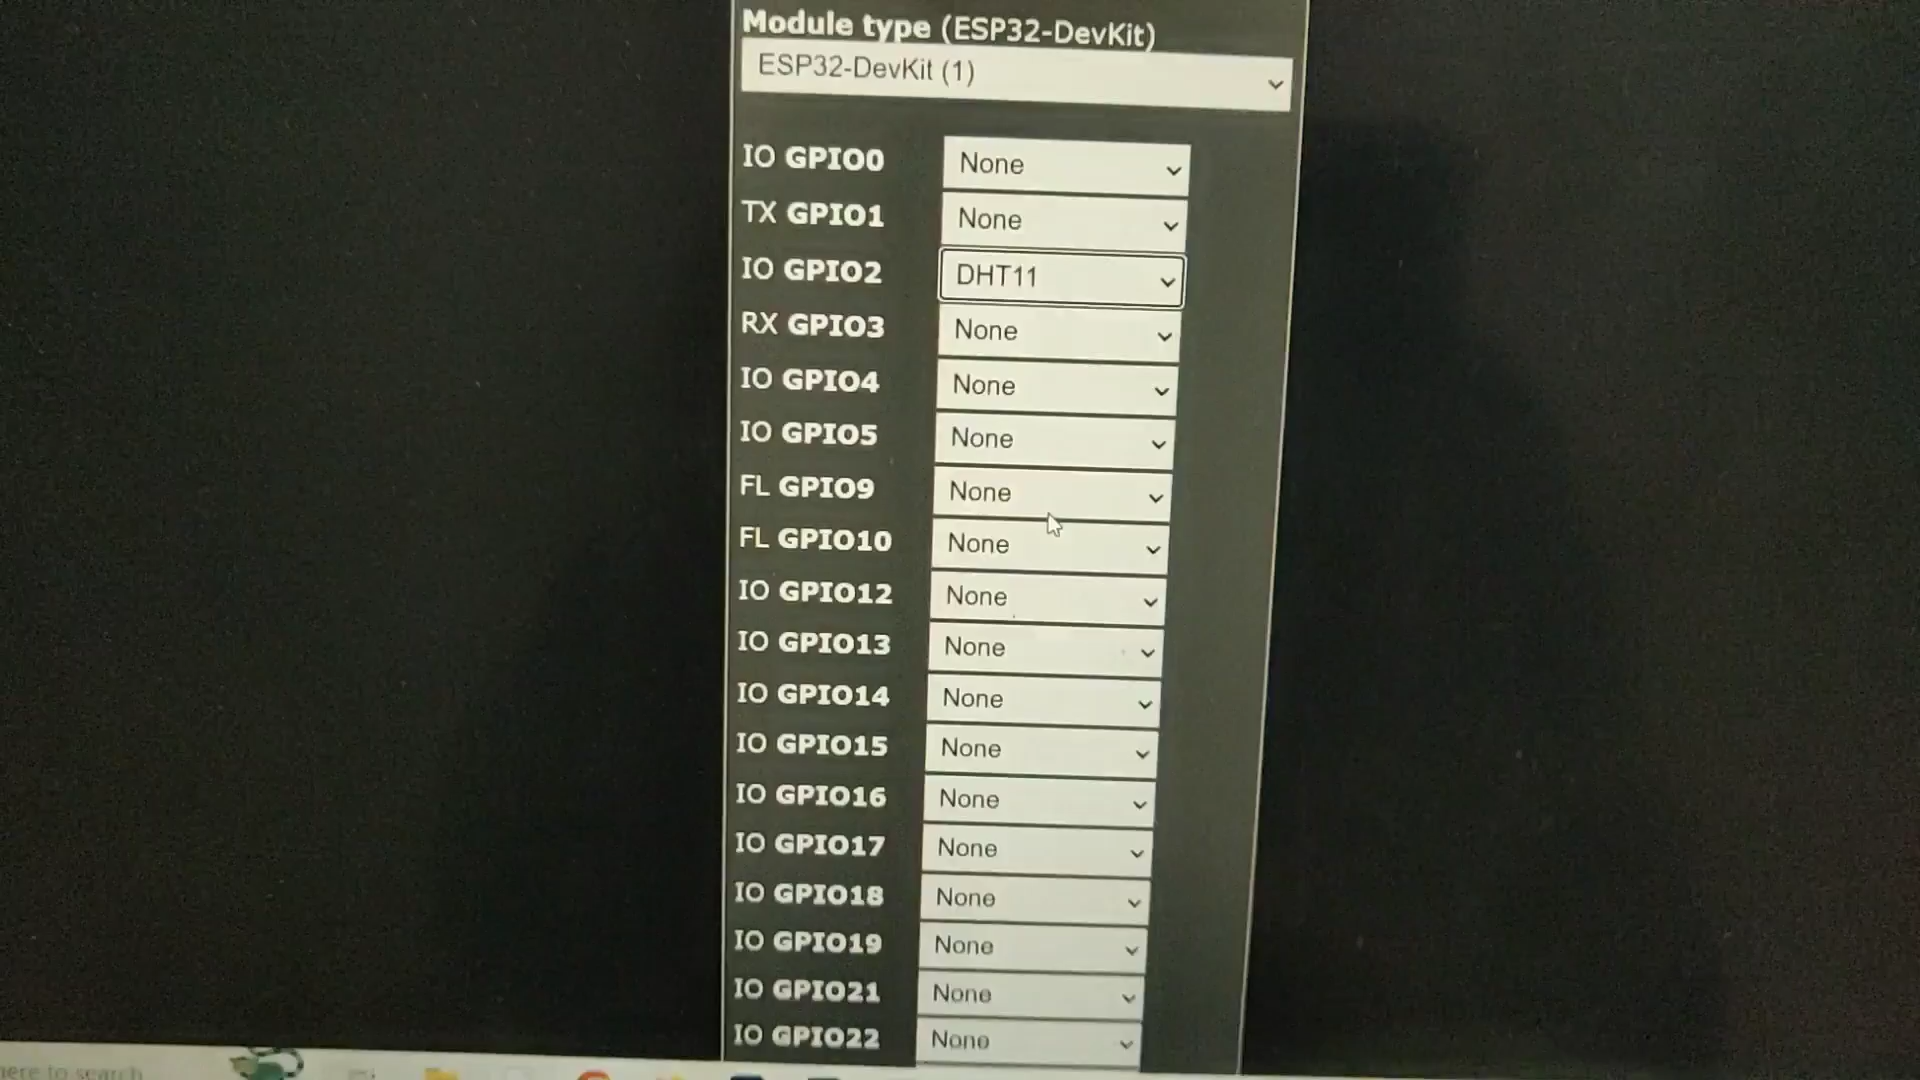 Module type (ESP32-DevKit)
ESP32-DevKit (1)
IO GPIO0 None
TX GPIO1 None
IO GPIO2 DHT11
RX GPIO3 None
IO GPIO4 None
IO GPIO5 None
FL GPIO9 None
FL GPIO10 None
IO GPIO12 None
IO GPIO13 None
IO GPIO14 None
IO GPIO15 None
IO GPIO16 None
IO GPIO17 None
IO GPIO18 None
IO GPIO19 None
IO GPIO21 None
IO GPIO22 None
to search